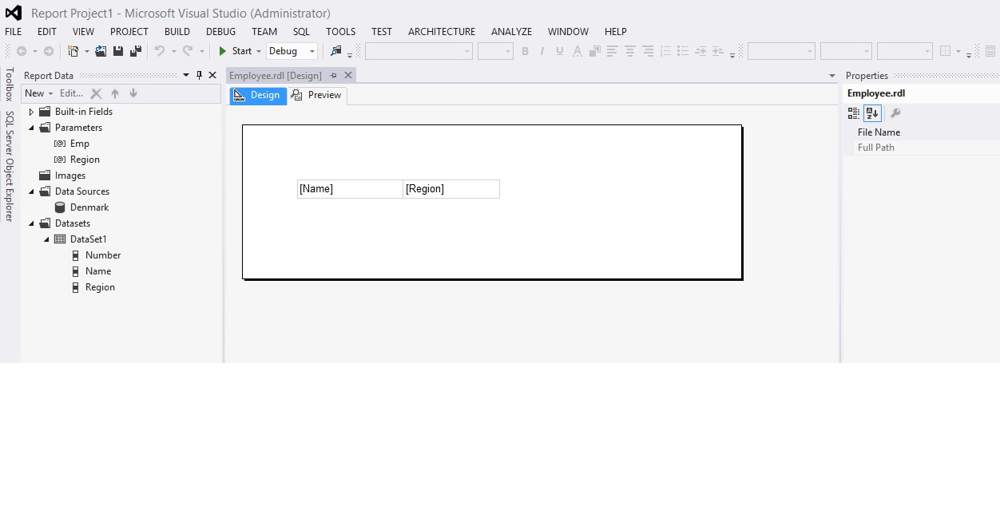 Report Project1 - Microsoft Visual Studio (Administrator)
FILE EDIT VIEW PROJECT BUILD DEBUG TEAM SQL TOOLS TEST ARCHITECTURE ANALYZE WINDOW HELP
Start Debug B I U A
Toolbox
SQL Server Object Explorer
Report Data
New Edit...
Built-in Fields
Parameters
[@] Emp
[@] Region
Images
Data Sources
Denmark
Datasets
DataSet1
Number
Name
Region
Employee.rdl [Design]
Design Preview
[Name] [Region]
Properties
Employee.rdl
File Name
Full Path